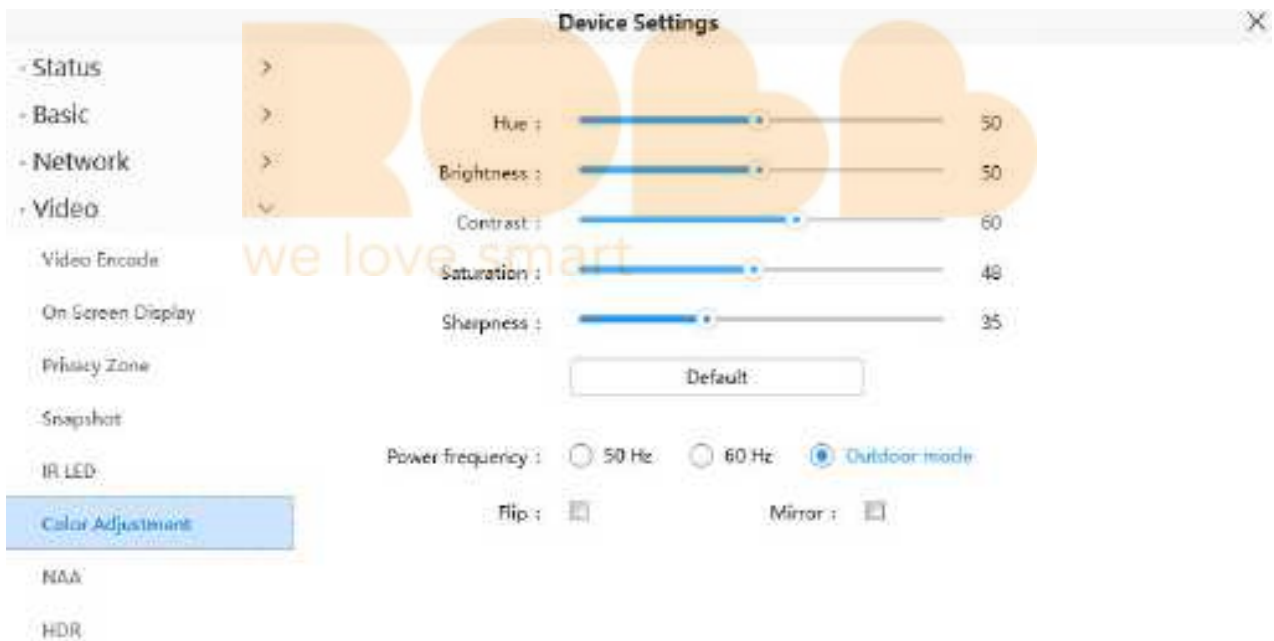 Device Settings
- Status
- Basic
- Network
- Video
Video Encode
On Screen Display
Privacy Zone
Snapshot
IR LED
Color Adjustment
NAA
HDR
Hue : 50
Brightness : 50
Contrast : 60
Saturation : 48
Sharpness : 35
Default
Power frequency : 50 Hz 60 Hz Outdoor mode
Flip : Mirror :
ROBB
we love smart